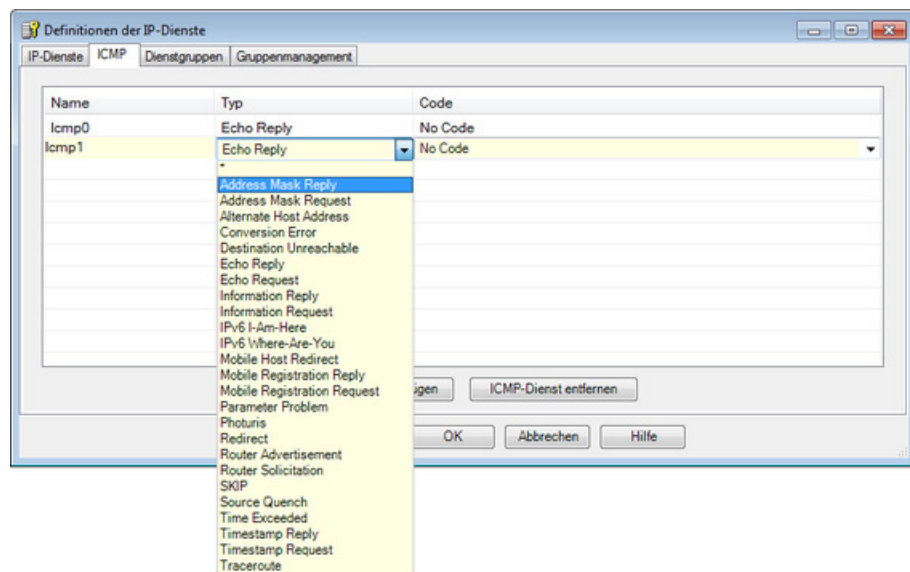 Definitionen der IP-Dienste
IP-Dienste ICMP Dienstgruppen Gruppenmanagement
Name Typ Code
Icmp0 Echo Reply No Code
Icmp1 Echo Reply No Code
*
Address Mask Reply
Address Mask Request
Alternate Host Address
Conversion Error
Destination Unreachable
Echo Reply
Echo Request
Information Reply
Information Request
IPv6 I-Am-Here
IPv6 Where-Are-You
Mobile Host Redirect
Mobile Registration Reply
Mobile Registration Request
Parameter Problem
Photuris
Redirect
Router Advertisement
Router Solicitation
SKIP
Source Quench
Time Exceeded
Timestamp Reply
Timestamp Request
Traceroute
ICMP-Dienst entfernen
OK Abbrechen Hilfe